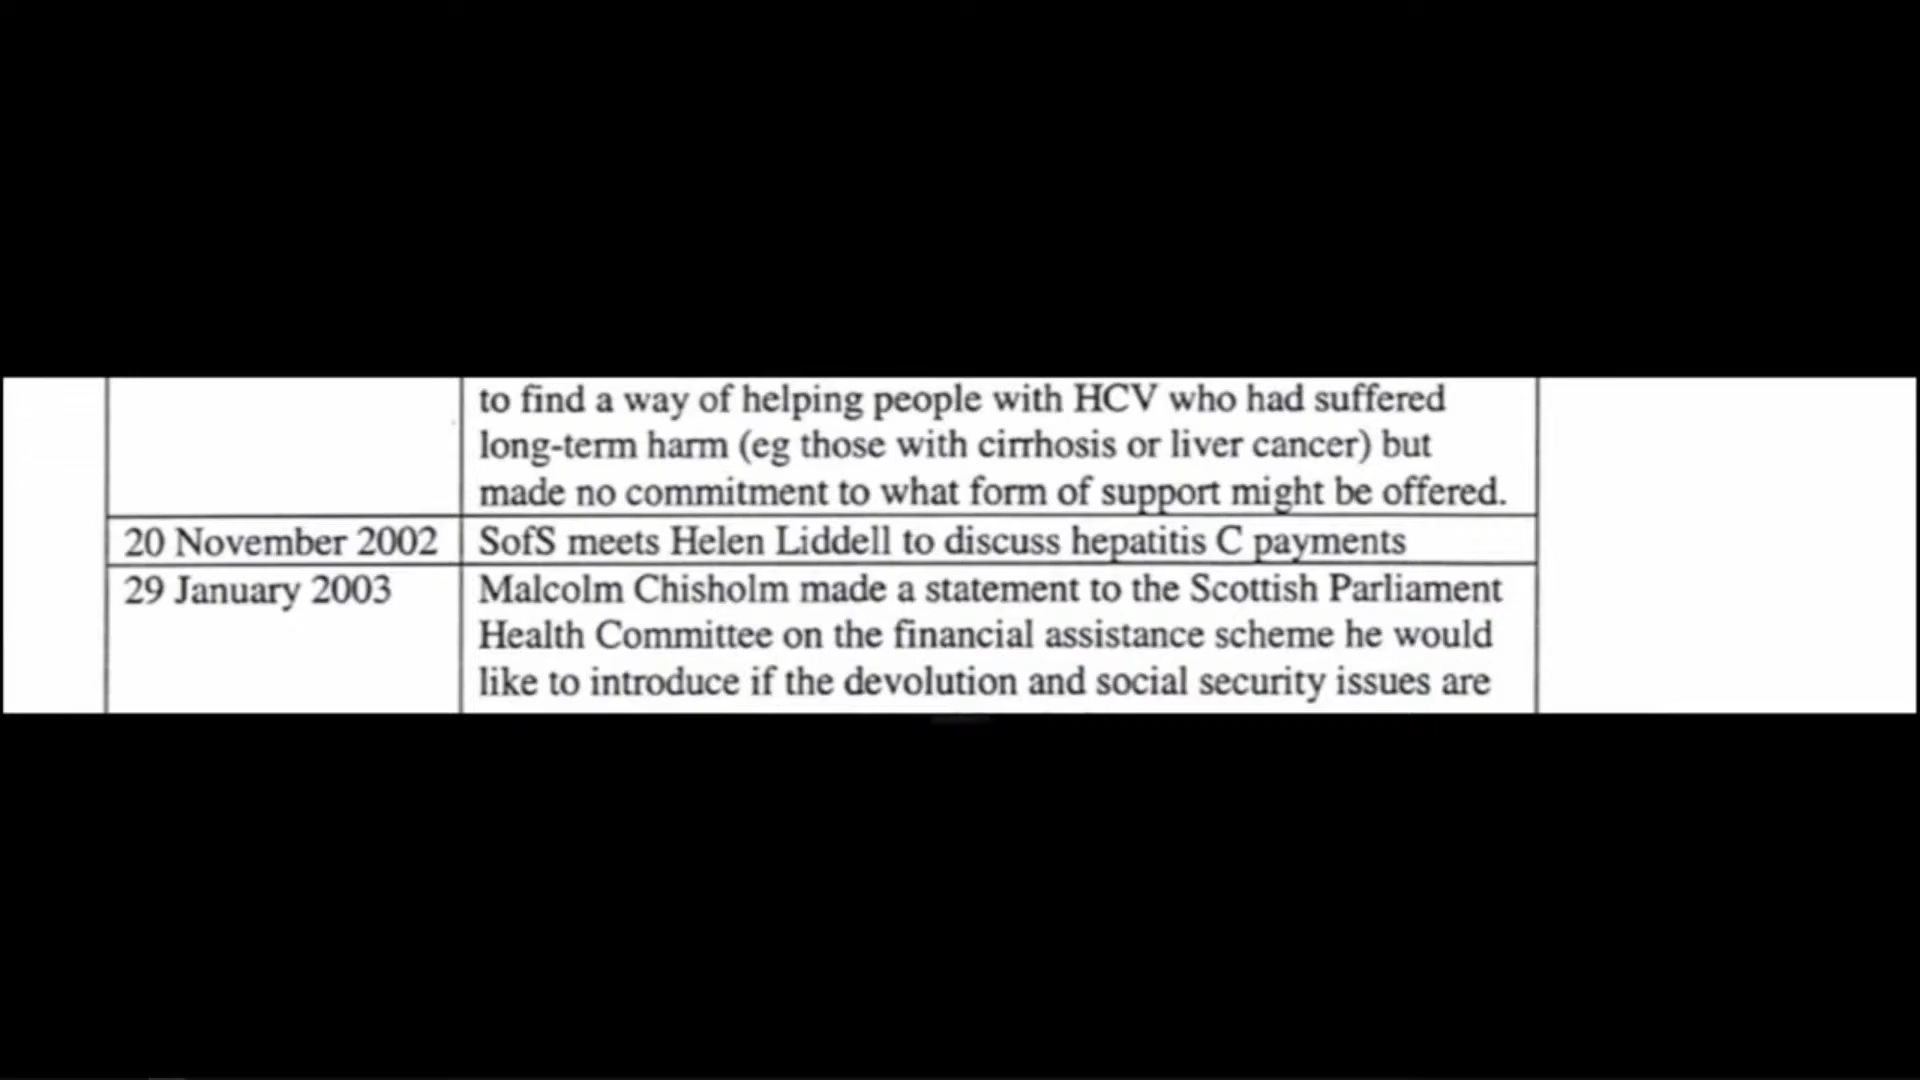 to find a way of helping people with HCV who had suffered
long-term harm (eg those with cirrhosis or liver cancer) but
made no commitment to what form of support might be offered.
20 November 2002 SofS meets Helen Liddell to discuss hepatitis C payments
29 January 2003 Malcolm Chisholm made a statement to the Scottish Parliament
Health Committee on the financial assistance scheme he would
like to introduce if the devolution and social security issues are